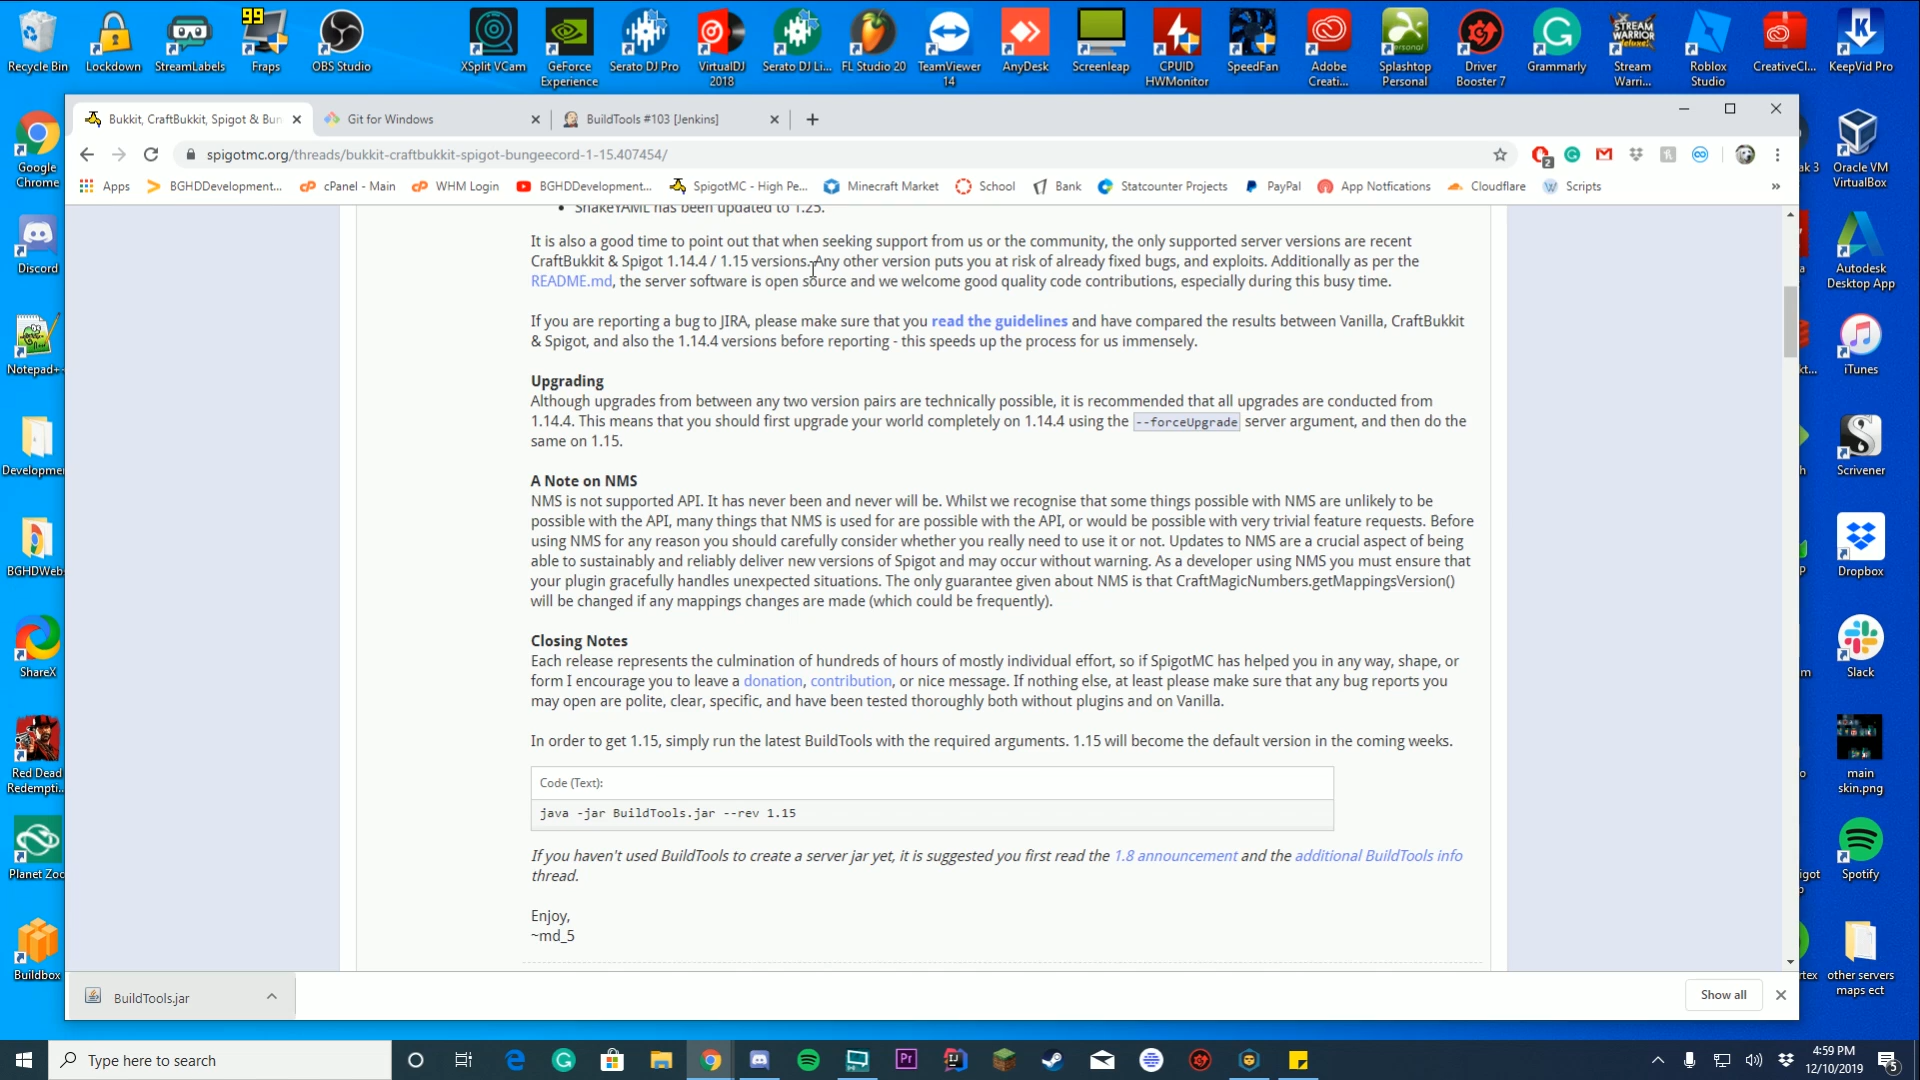 Recycle Bin
Lockdown
StreamLabels
99
Fraps
OBS Studio
XSplit VCam
GeForce
Experience
Serato DJ Pro
VirtualDJ
2018
Serato DJ Li...
FL Studio 20
TeamViewer
14
AnyDesk
Screenleap
CPUID
HWMonitor
SpeedFan
Adobe
Creati...
Splashtop
Personal
Driver
Booster 7
Grammarly
Stream
Warri...
Roblox
Studio
CreativeCl...
KeepVid Pro
Bukkit, CraftBukkit, Spigot & Bun
Git for Windows
BuildTools #103 [Jenkins]
spigotmc.org/threads/bukkit-craftbukkit-spigot-bungeecord-1-15.407454/
2
Apps
BGHDDevelopment...
cPanel - Main
WHM Login
BGHDDevelopment...
SpigotMC - High Pe...
Minecraft Market
School
Bank
Statcounter Projects
PayPal
App Notfications
Cloudflare
Scripts
»
• SnakeYAML has been updated to 1.25.
It is also a good time to point out that when seeking support from us or the community, the only supported server versions are recent
CraftBukkit & Spigot 1.14.4 / 1.15 versions. Any other version puts you at risk of already fixed bugs, and exploits. Additionally as per the
README.md, the server software is open source and we welcome good quality code contributions, especially during this busy time.
If you are reporting a bug to JIRA, please make sure that you read the guidelines and have compared the results between Vanilla, CraftBukkit
& Spigot, and also the 1.14.4 versions before reporting - this speeds up the process for us immensely.
Upgrading
Although upgrades from between any two version pairs are technically possible, it is recommended that all upgrades are conducted from
1.14.4. This means that you should first upgrade your world completely on 1.14.4 using the --forceUpgrade server argument, and then do the
same on 1.15.
A Note on NMS
NMS is not supported API. It has never been and never will be. Whilst we recognise that some things possible with NMS are unlikely to be
possible with the API, many things that NMS is used for are possible with the API, or would be possible with very trivial feature requests. Before
using NMS for any reason you should carefully consider whether you really need to use it or not. Updates to NMS are a crucial aspect of being
able to sustainably and reliably deliver new versions of Spigot and may occur without warning. As a developer using NMS you must ensure that
your plugin gracefully handles unexpected situations. The only guarantee given about NMS is that CraftMagicNumbers.getMappingsVersion()
will be changed if any mappings changes are made (which could be frequently).
Closing Notes
Each release represents the culmination of hundreds of hours of mostly individual effort, so if SpigotMC has helped you in any way, shape, or
form I encourage you to leave a donation, contribution, or nice message. If nothing else, at least please make sure that any bug reports you
may open are polite, clear, specific, and have been tested thoroughly both without plugins and on Vanilla.
In order to get 1.15, simply run the latest BuildTools with the required arguments. 1.15 will become the default version in the coming weeks.
Code (Text):
java -jar BuildTools.jar --rev 1.15
If you haven't used BuildTools to create a server jar yet, it is suggested you first read the 1.8 announcement and the additional BuildTools info
thread.
Enjoy,
~md_5
BuildTools.jar
Show all
Google
Chrome
Discord
Notepad+
Developmen
BGHDWeb
ShareX
Red Dead
Redempti...
Planet Zoo
Buildbox
Oracle VM
VirtualBox
Autodesk
Desktop App
iTunes
Scrivener
Dropbox
Slack
main
skin.png
Spotify
other servers
maps ect
Type here to search
4:59 PM
12/10/2019
5